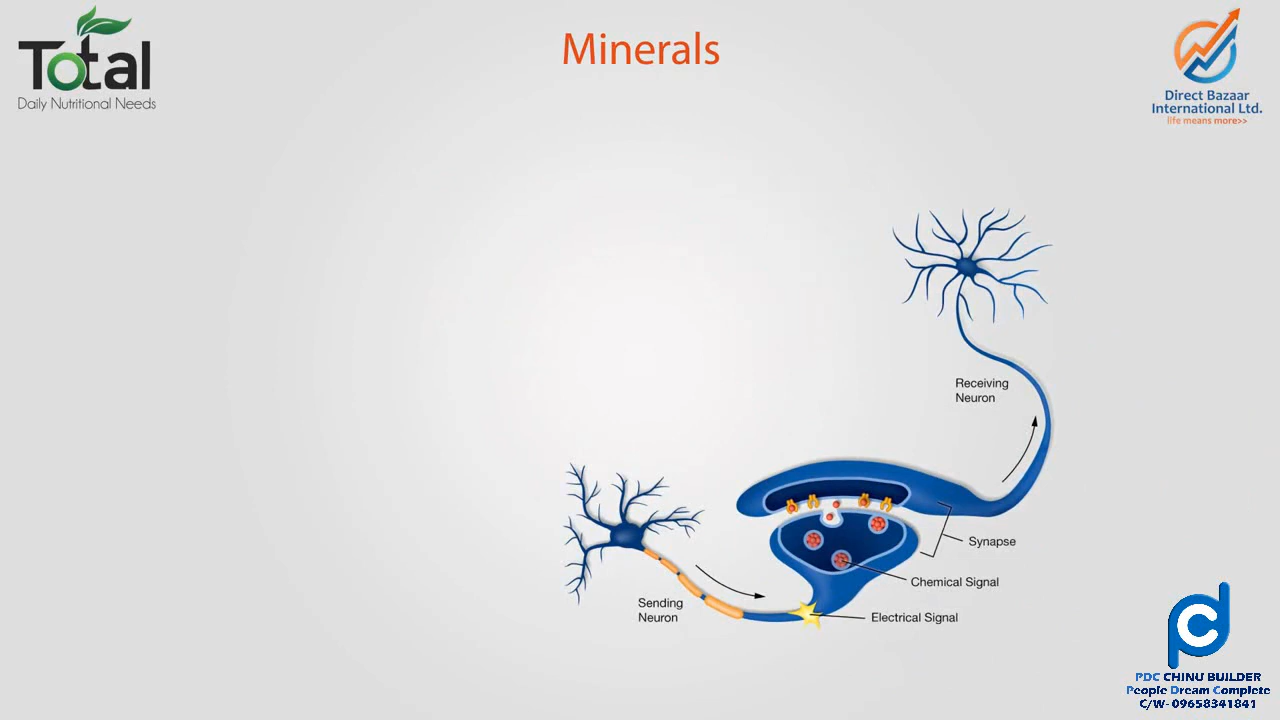 Total
Daily Nutritional Needs
Minerals
Direct Bazaar
International Ltd.
life means more>>
Receiving
Neuron
Synapse
Chemical Signal
Electrical Signal
Sending
Neuron
PDC CHINU BUILDER
People Dream Complete
C/W- 09658341841